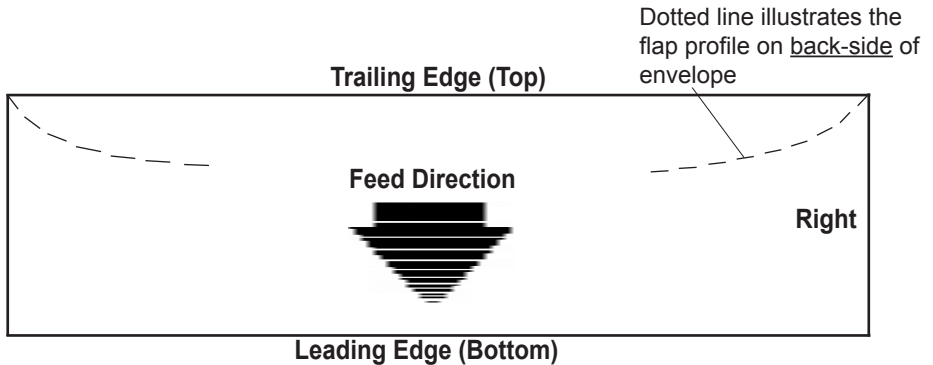 Dotted line illustrates the
flap profile on back-side of
envelope
Trailing Edge (Top)
Feed Direction
Right
Leading Edge (Bottom)